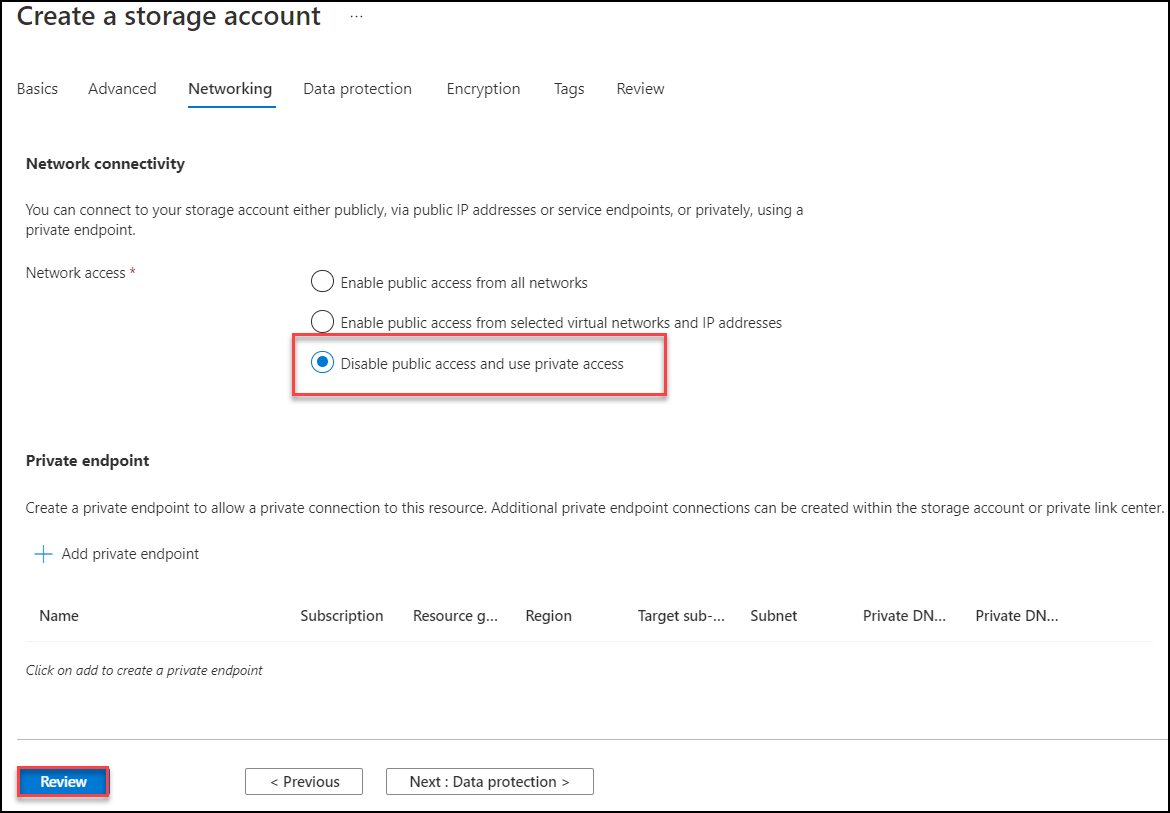 Create a storage account ...
Basics Advanced Networking Data protection Encryption Tags Review
Network connectivity
You can connect to your storage account either publicly, via public IP addresses or service endpoints, or privately, using a
private endpoint.
Network access *
Enable public access from all networks
Enable public access from selected virtual networks and IP addresses
Disable public access and use private access
Private endpoint
Create a private endpoint to allow a private connection to this resource. Additional private endpoint connections can be created within the storage account or private link center.
+ Add private endpoint
Name Subscription Resource g... Region Target sub-... Subnet Private DN... Private DN...
Click on add to create a private endpoint
Review < Previous Next : Data protection >